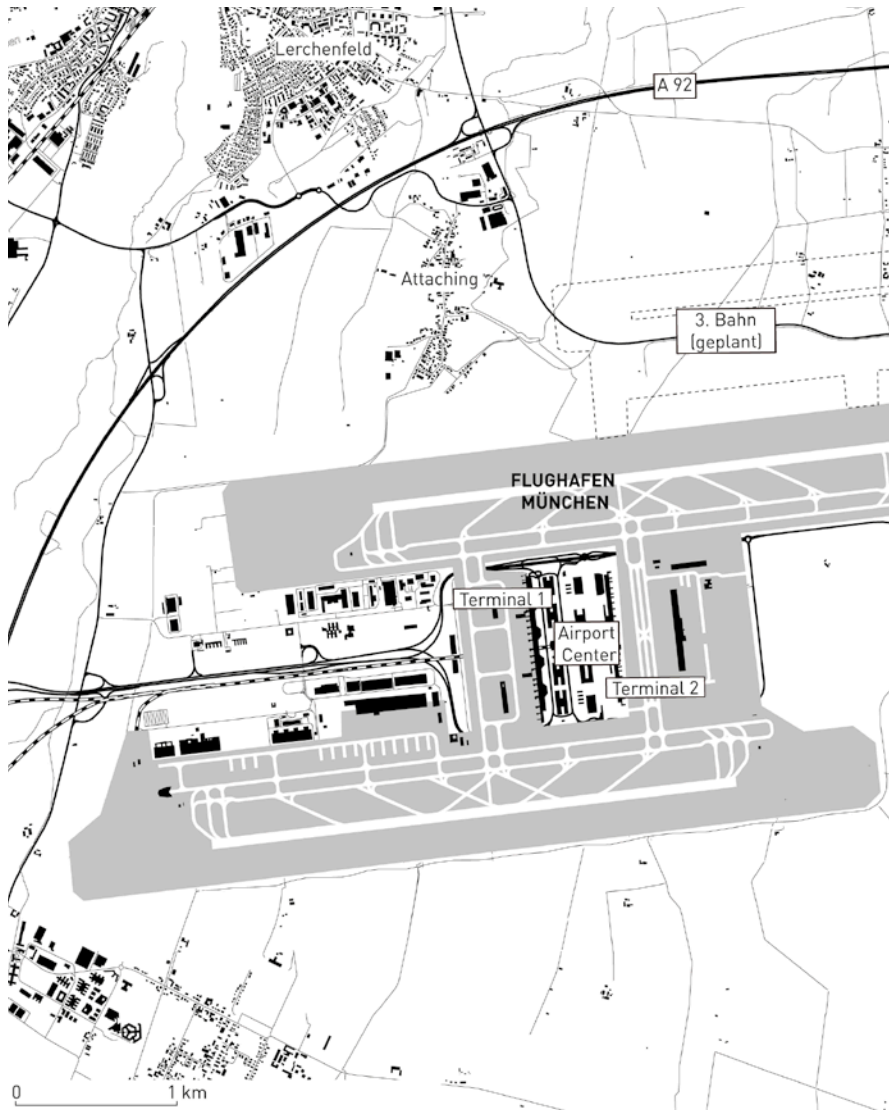 Lerchenfeld
A 92
Attaching
3. Bahn
(geplant)
FLUGHAFEN
MÜNCHEN
Terminal 1
Airport
Center
Terminal 2
0 1 km